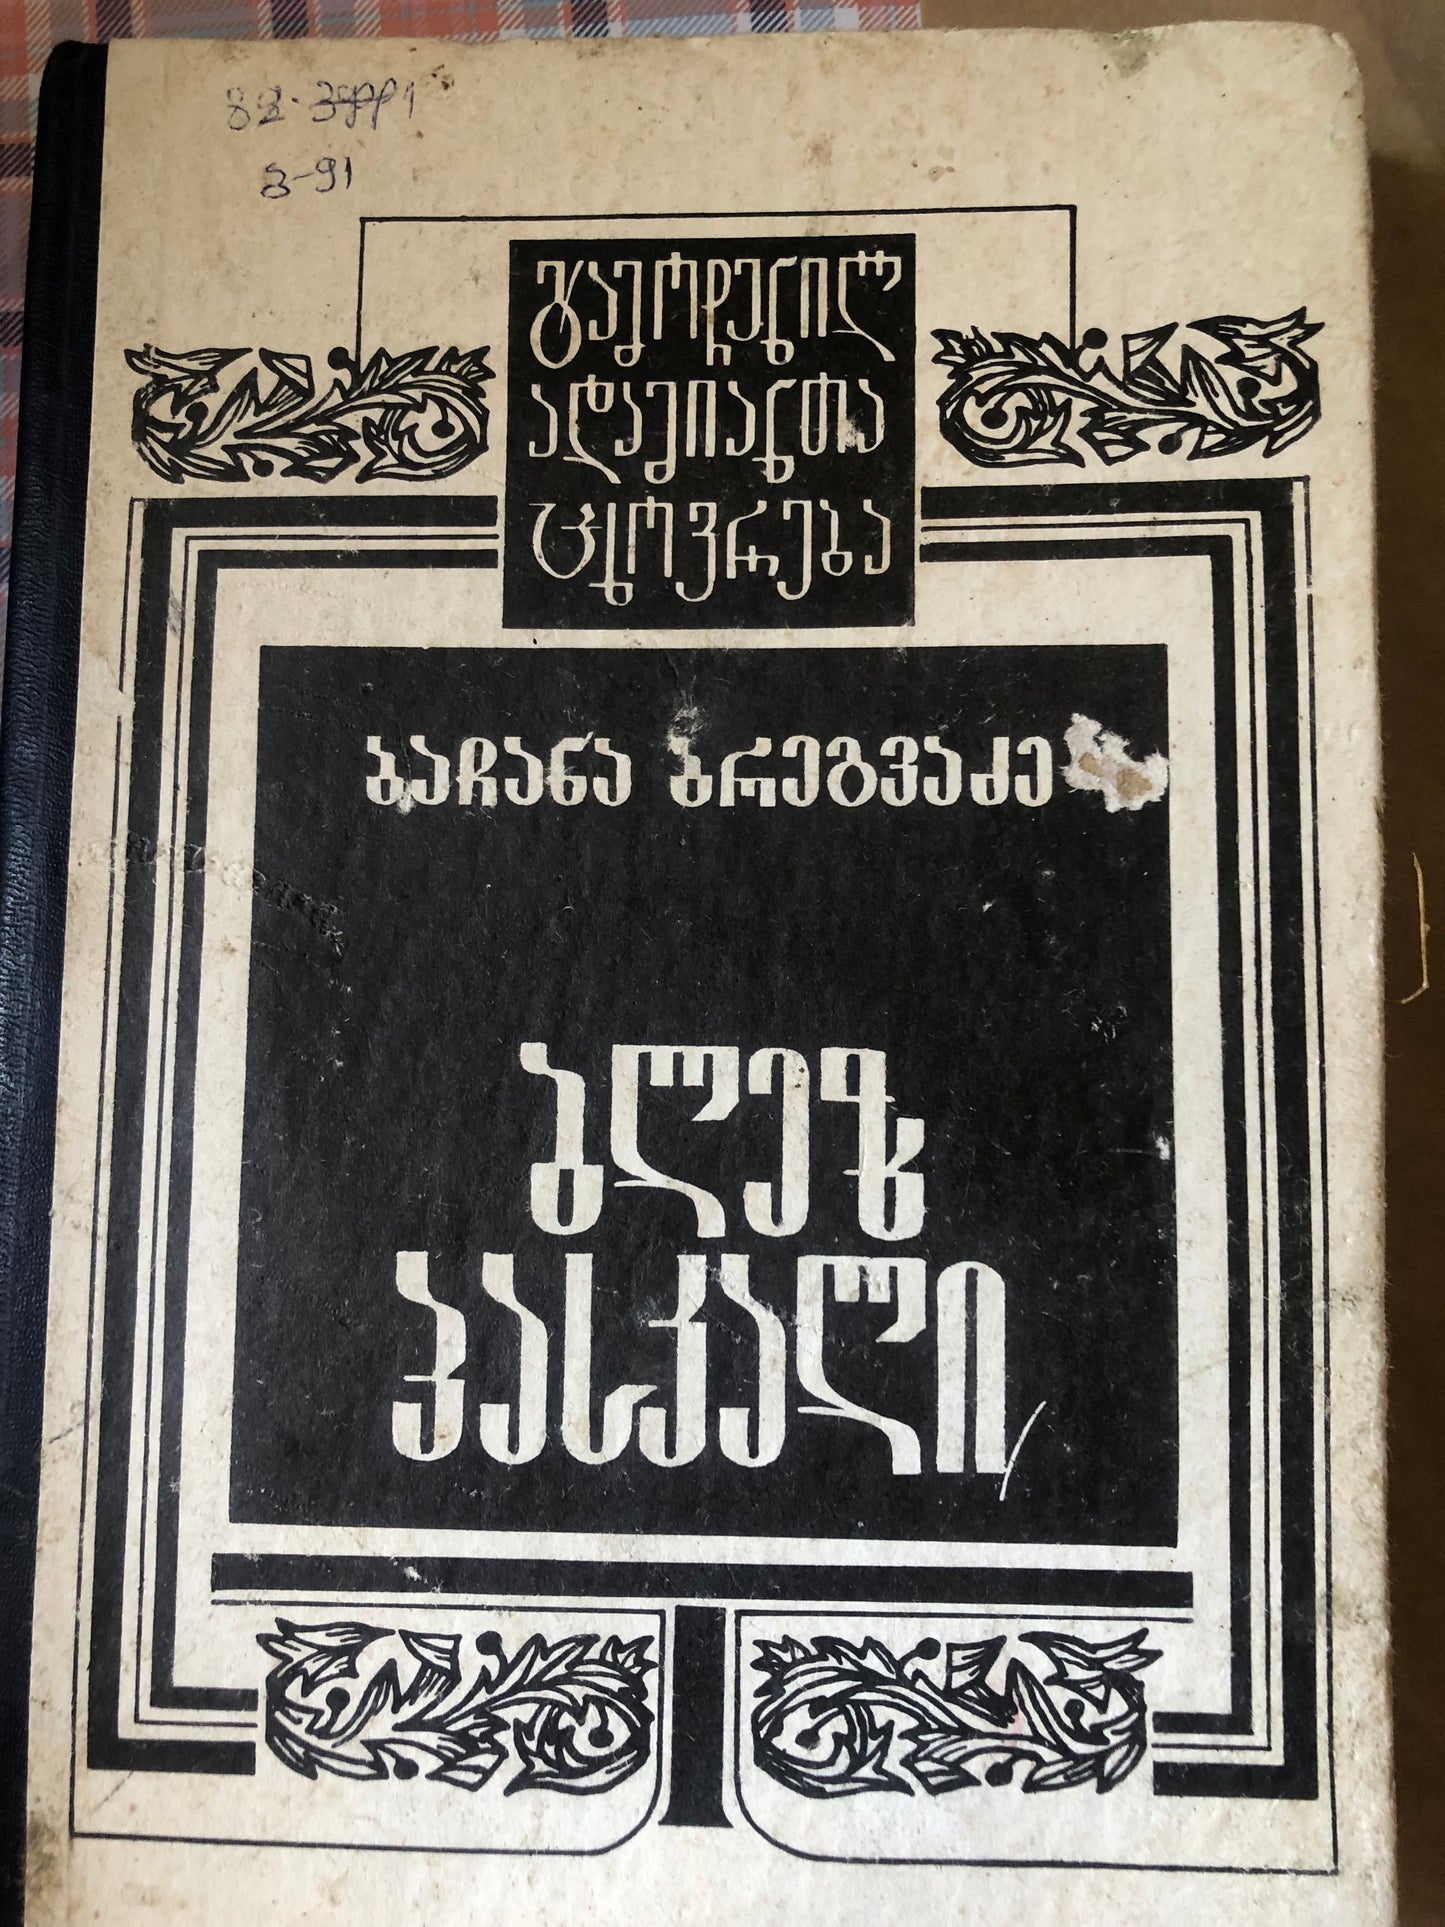 გამოჩენილ
ადამიანთა
ცხოვრება
ბაჩანა ბრეგვაძე
ბლეზ
პასკალი